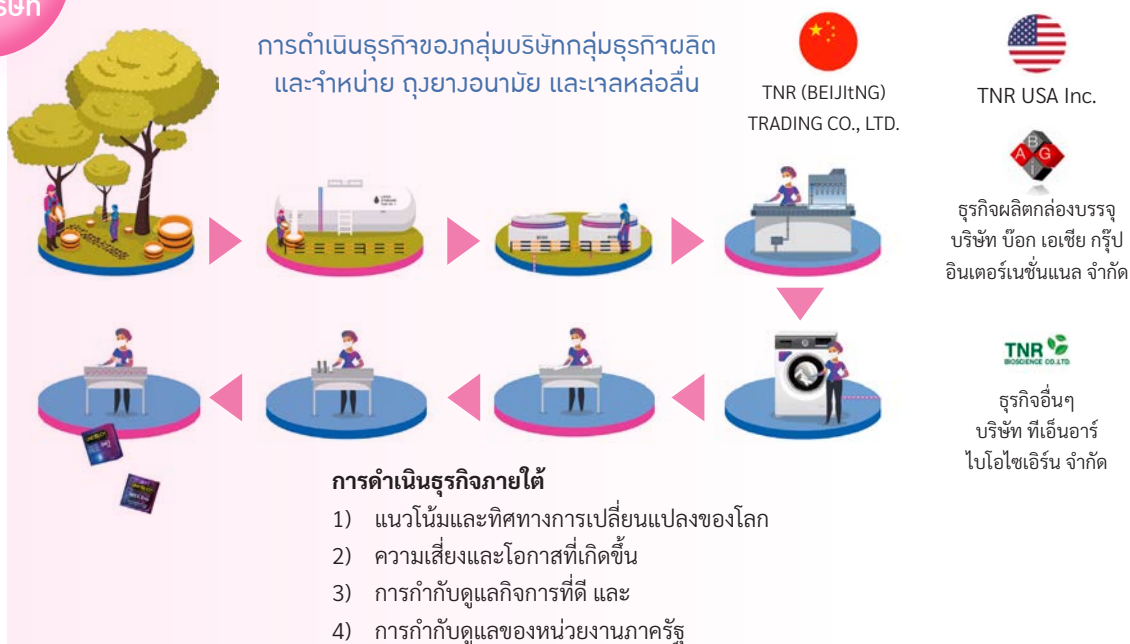 ริษัท
การดำเนินธุรกิจของกลุ่มบริษัทกลุ่มธุรกิจผลิต
และจำหน่าย ถุงยางอนามัย และเจลหล่อลื่น
TNR (BEIJItNG)
TRADING CO., LTD.
TNR USA Inc.
A B G i
ธุรกิจผลิตกล่องบรรจุ
บริษัท บ๊อก เอเชีย กรุ๊ป
อินเตอร์เนชั่นแนล จำกัด
TNR
BIOSCIENCE CO.,LTD.
ธุรกิจอื่นๆ
บริษัท ทีเอ็นอาร์
ไบโอไซเอิร์น จำกัด
การดำเนินธุรกิจภายใต้
1) แนวโน้มและทิศทางการเปลี่ยนแปลงของโลก
2) ความเสี่ยงและโอกาสที่เกิดขึ้น
3) การกำกับดูแลกิจการที่ดี และ
4) การกำกับดูแลของหน่วยงานภาครัฐ